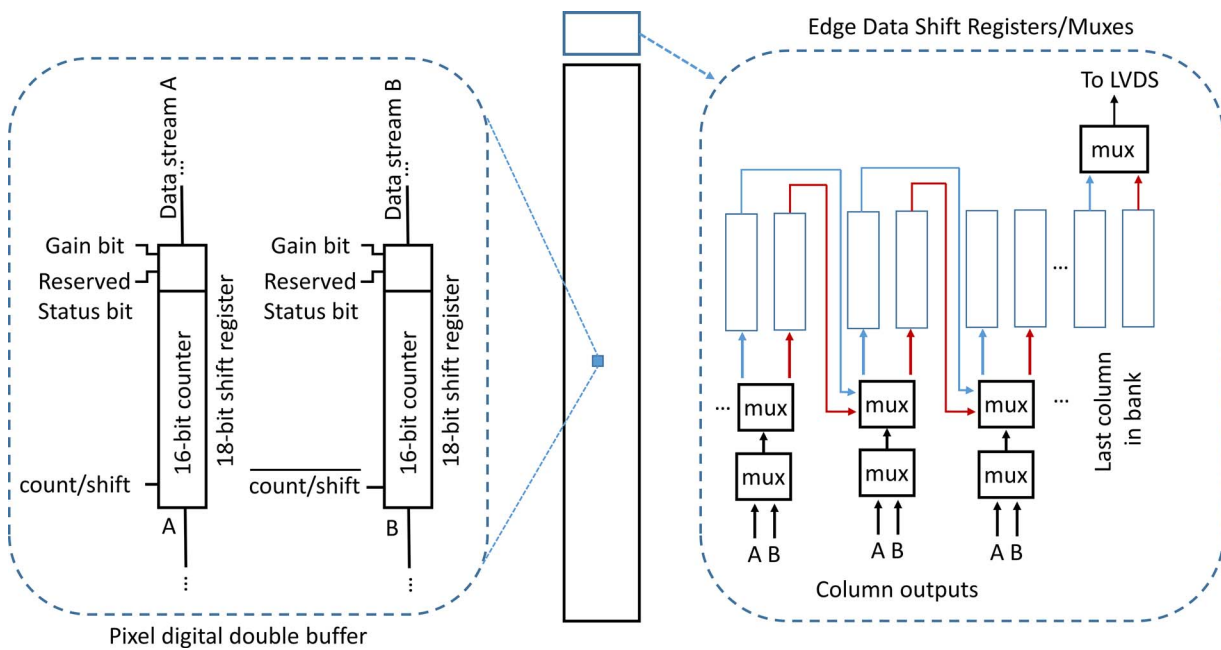 Edge Data Shift Registers/Muxes
Data stream A
...
Gain bit
Reserved
Status bit
16-bit counter
18-bit shift register
count/shift
A
...
Data stream B
...
Gain bit
Reserved
Status bit
16-bit counter
18-bit shift register
count/shift
B
...
Pixel digital double buffer
To LVDS
mux
...
... mux mux mux ...
mux mux mux
A B A B A B
Last column
in bank
Column outputs